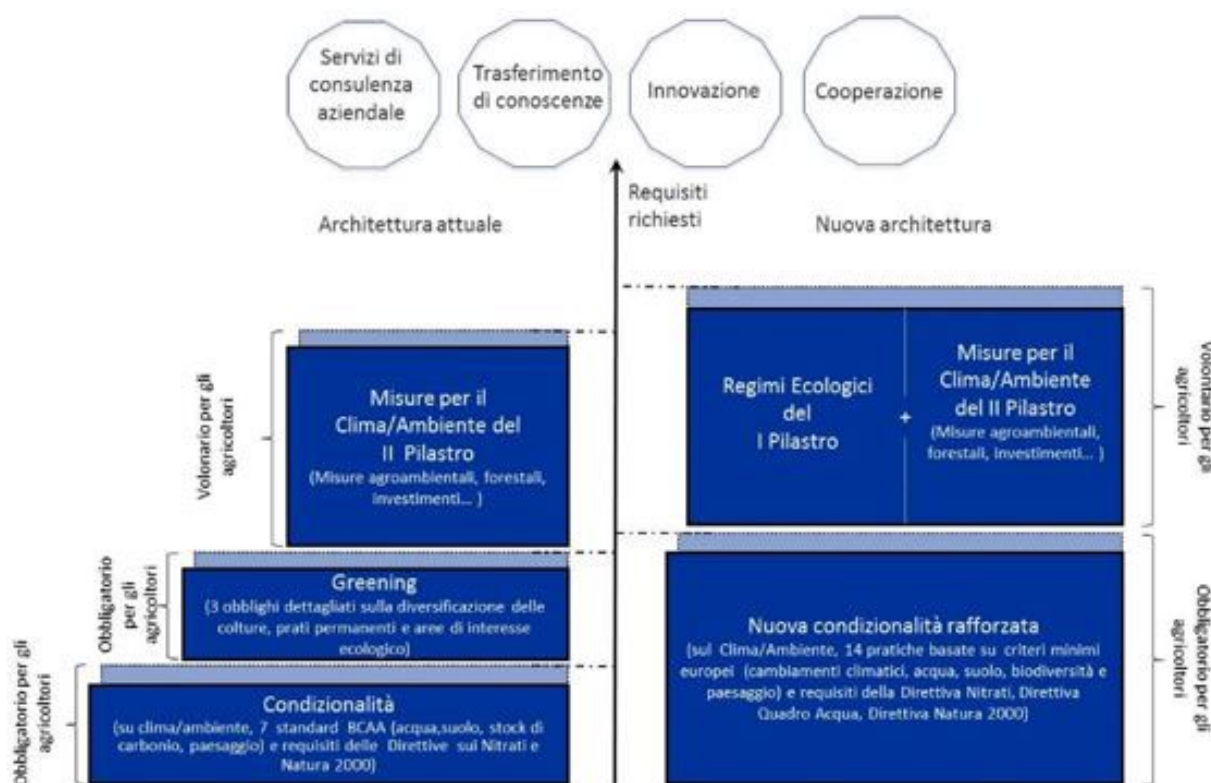 Servizi di
consulenza
aziendale
Trasferimento
di conoscenze
Innovazione
Cooperazione
Requisiti
richiesti
Architettura attuale
Nuova architettura
Volonario per gli
agricoltori
Misure per il
Clima/Ambiente del
II Pilastro
(Misure agroambientali, forestali,
investimenti... )
Obbligatorio
per gli
agricoltori
Greening
(3 obblighi dettagliati sulla diversificazione delle
colture, prati permanenti e aree di interesse
ecologico)
Obbligatorio per gli
agricoltori
Condizionalità
(su clima/ambiente, 7 standard BCAA (acqua,suolo, stock di
carbonio, paesaggio) e requisiti delle Direttive sui Nitrati e
Natura 2000)
Regimi Ecologici
del
I Pilastro
+
Misure per il
Clima/Ambiente
del II Pilastro
(Misure agroambientali,
forestali, investimenti... )
Volontario per gli
agricoltori
Nuova condizionalità rafforzata
(sul Clima/Ambiente, 14 pratiche basate su criteri minimi
europei (cambiamenti climatici, acqua, suolo, biodiversità e
paesaggio) e requisiti della Direttiva Nitrati, Direttiva
Quadro Acqua, Direttiva Natura 2000)
Obbligatorio per gli
agricoltori